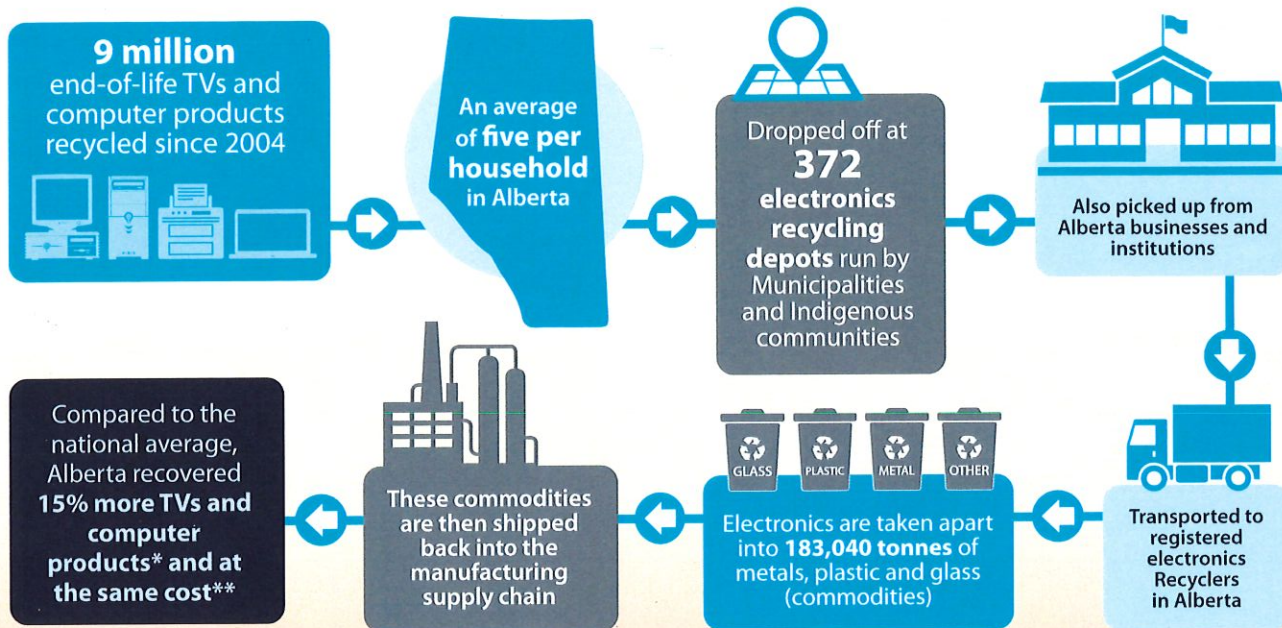 9 million
end-of-life TVs and
computer products
recycled since 2004
An average
of five per
household
in Alberta
Dropped off at
372
electronics
recycling
depots run by
Municipalities
and Indigenous
communities
Also picked up from
Alberta businesses and
institutions
Transported to
registered
electronics
Recyclers
in Alberta
GLASS
PLASTIC
METAL
OTHER
Electronics are taken apart
into 183,040 tonnes of
metals, plastic and glass
(commodities)
These commodities
are then shipped
back into the
manufacturing
supply chain
Compared to the
national average,
Alberta recovered
15% more TVs and
computer
products* and at
the same cost**